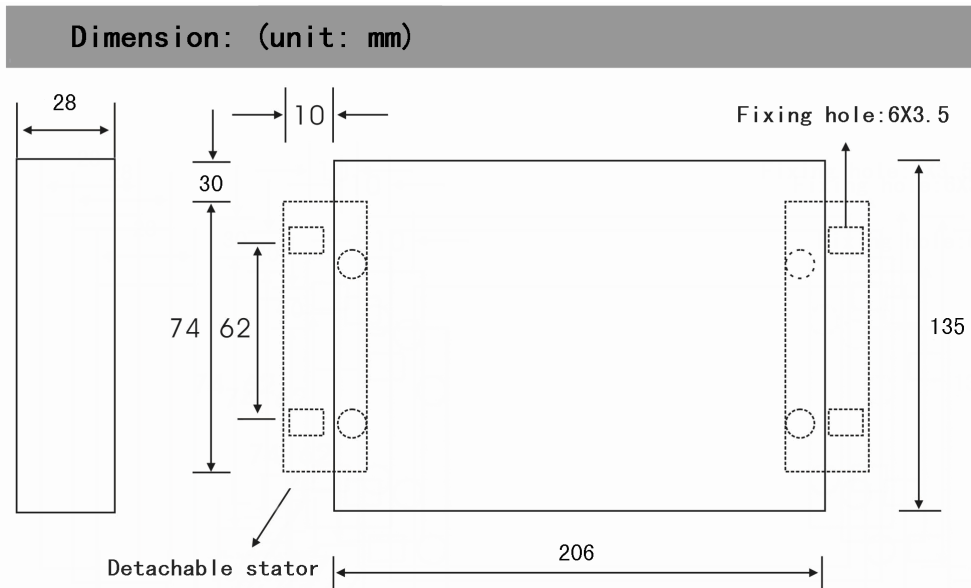 Dimension: (unit: mm)
28
10
Fixing hole:6X3.5
30
74
62
135
206
Detachable stator